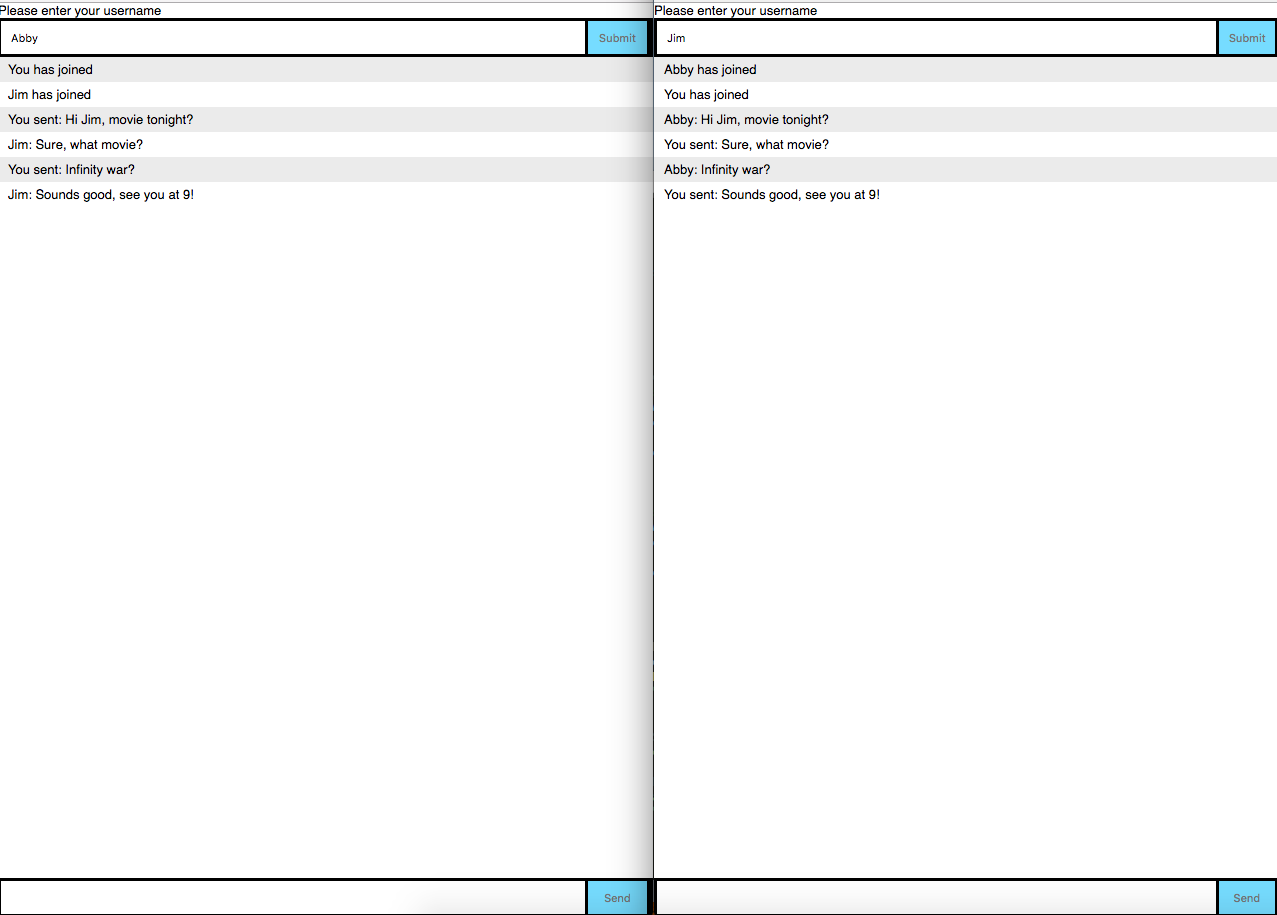 Please enter your username
Abby
Submit
You has joined
Jim has joined
You sent: Hi Jim, movie tonight?
Jim: Sure, what movie?
You sent: Infinity war?
Jim: Sounds good, see you at 9!
Send
Please enter your username
Jim
Submit
Abby has joined
You has joined
Abby: Hi Jim, movie tonight?
You sent: Sure, what movie?
Abby: Infinity war?
You sent: Sounds good, see you at 9!
Send